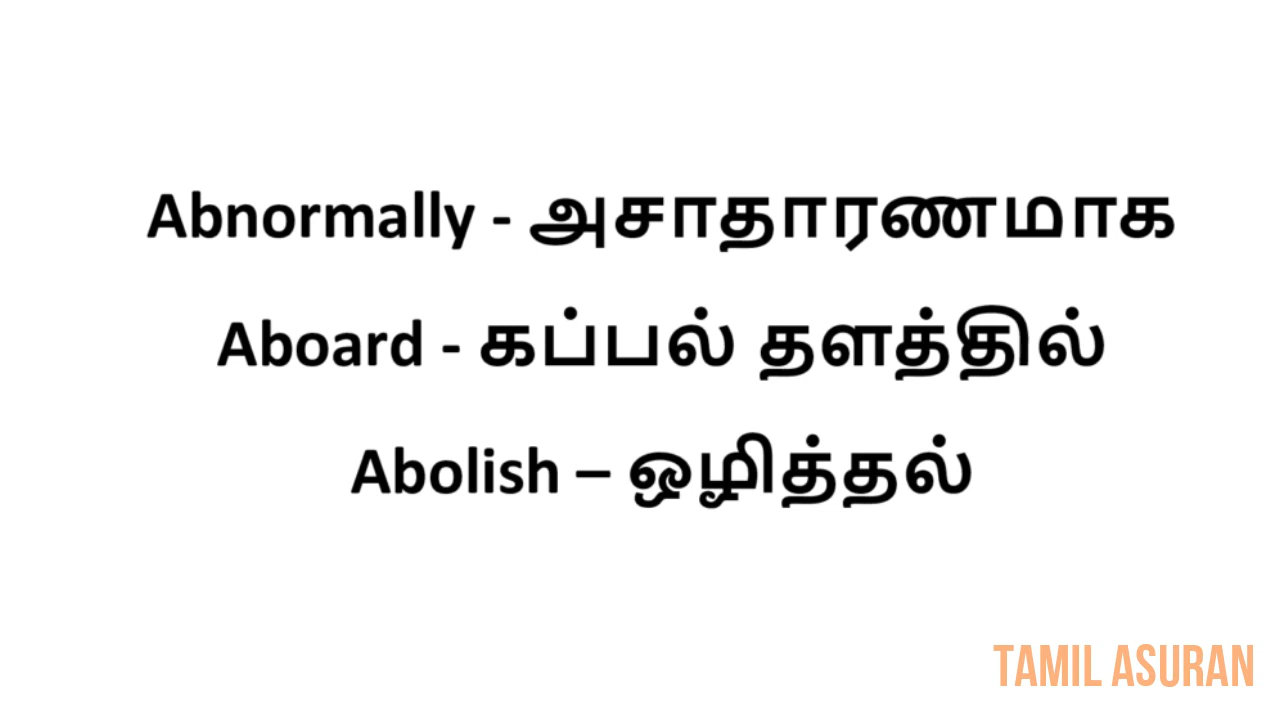 Abnormally - அசாதாரணமாக
Aboard - கப்பல் தளத்தில்
Abolish – ஒழித்தல்
TAMIL ASURAN